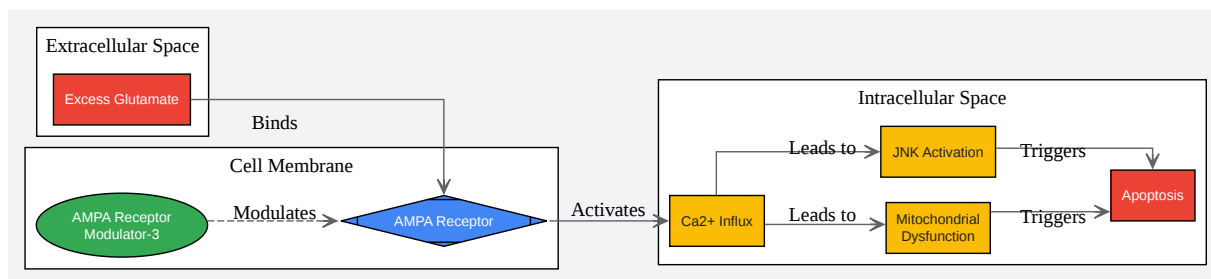 Extracellular Space
Excess Glutamate
Binds
Cell Membrane
AMPA Receptor
Modulator-3
Modulates
AMPA Receptor
Activates
Intracellular Space
Ca2+ Influx
Leads to
JNK Activation
Triggers
Leads to
Mitochondrial
Dysfunction
Triggers
Apoptosis